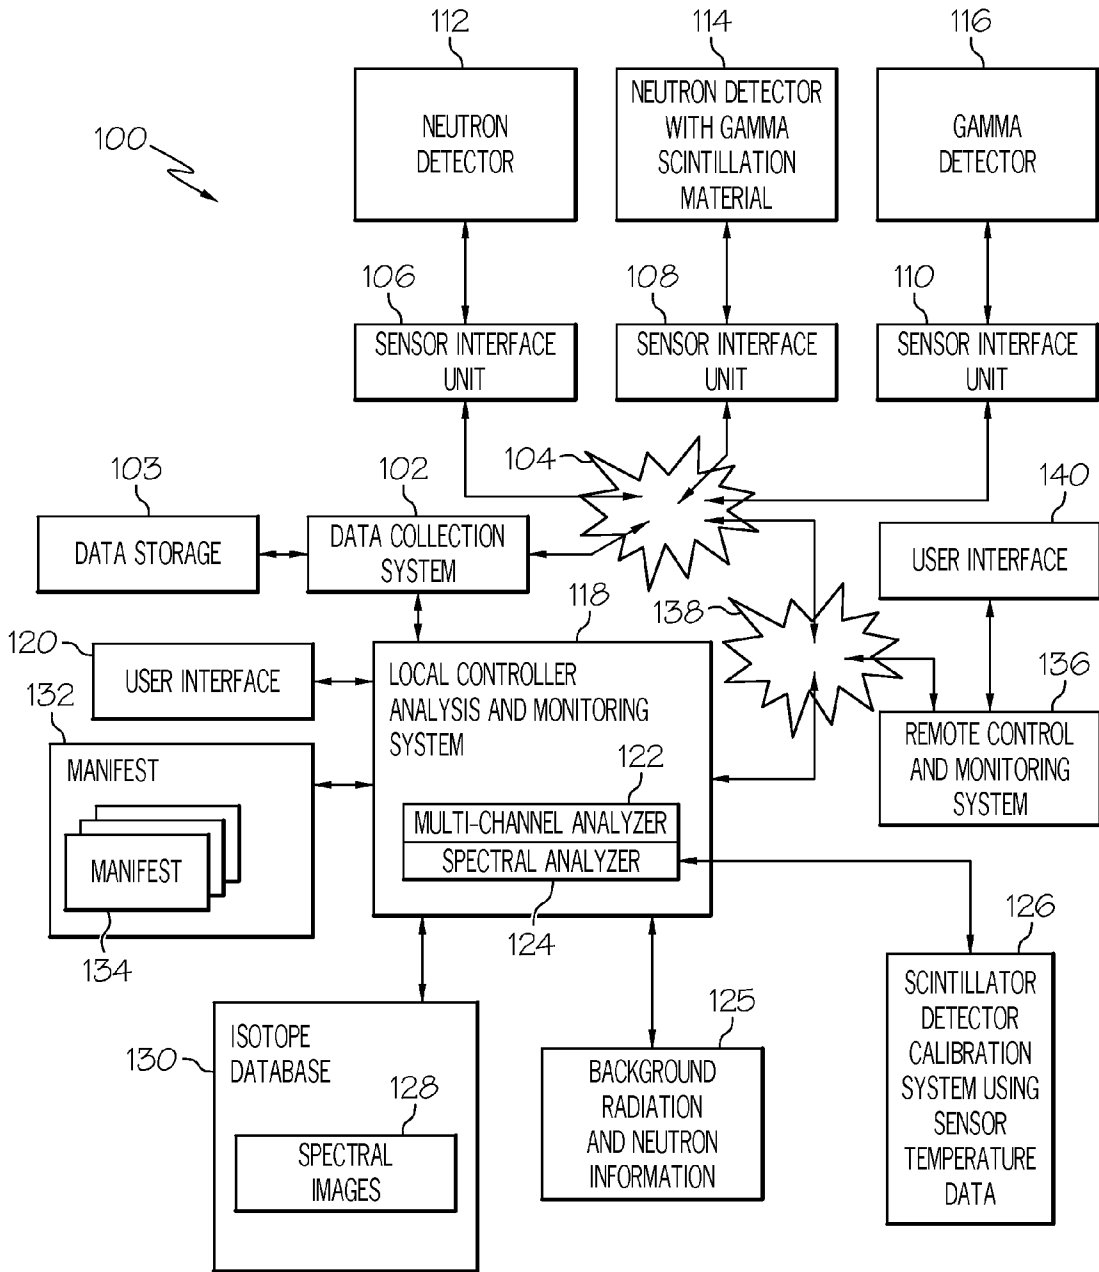 112
114
116
100
NEUTRON
DETECTOR
NEUTRON DETECTOR
WITH GAMMA
SCINTILLATION
MATERIAL
GAMMA
DETECTOR
106
108
110
SENSOR INTERFACE
UNIT
SENSOR INTERFACE
UNIT
SENSOR INTERFACE
UNIT
104
103
102
140
DATA STORAGE
DATA COLLECTION
SYSTEM
USER INTERFACE
118
138
120
USER INTERFACE
LOCAL CONTROLLER
ANALYSIS AND MONITORING
SYSTEM
136
132
REMOTE CONTROL
AND MONITORING
SYSTEM
MANIFEST
122
MULTI-CHANNEL ANALYZER
SPECTRAL ANALYZER
MANIFEST
124
134
126
SCINTILLATOR
DETECTOR
CALIBRATION
SYSTEM USING
SENSOR
TEMPERATURE
DATA
125
130
ISOTOPE
DATABASE
BACKGROUND
RADIATION
AND NEUTRON
INFORMATION
128
SPECTRAL
IMAGES